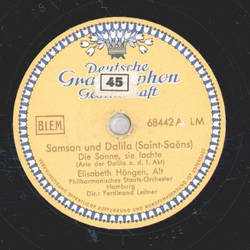 Deutsche
Grammophon
Gesellschaft
45
B.I.E.M.
68442 A LM
Samson und Dalila (Saint-Saëns)
Die Sonne, sie lachte
(Arie der Dalila a. d. 1. Akt)
Elisabeth Höngen, Alt
Philharmonisches Staats-Orchester
Hamburg
Dir.: Ferdinand Leitner